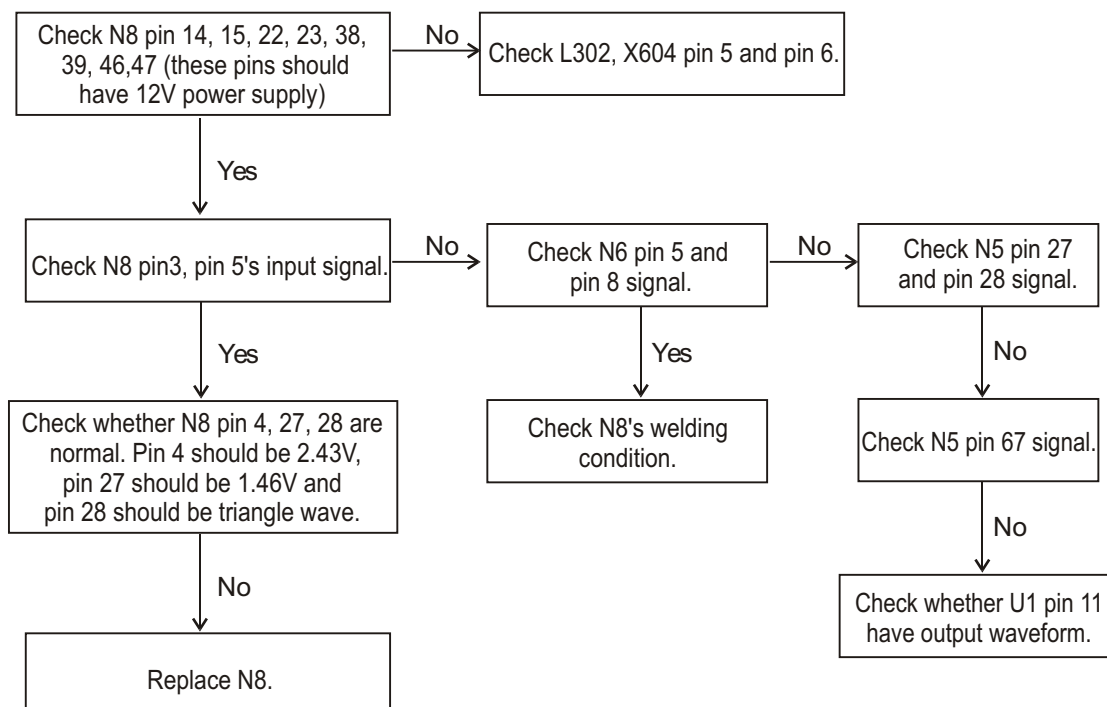 Check N8 pin 14, 15, 22, 23, 38,
39, 46,47 (these pins should
have 12V power supply)
No
Check L302, X604 pin 5 and pin 6.
Yes
Check N8 pin3, pin 5's input signal.
No
Check N6 pin 5 and
pin 8 signal.
No
Check N5 pin 27
and pin 28 signal.
Yes
Yes
No
Check whether N8 pin 4, 27, 28 are
normal. Pin 4 should be 2.43V,
pin 27 should be 1.46V and
pin 28 should be triangle wave.
Check N8's welding
condition.
Check N5 pin 67 signal.
No
No
Replace N8.
Check whether U1 pin 11
have output waveform.